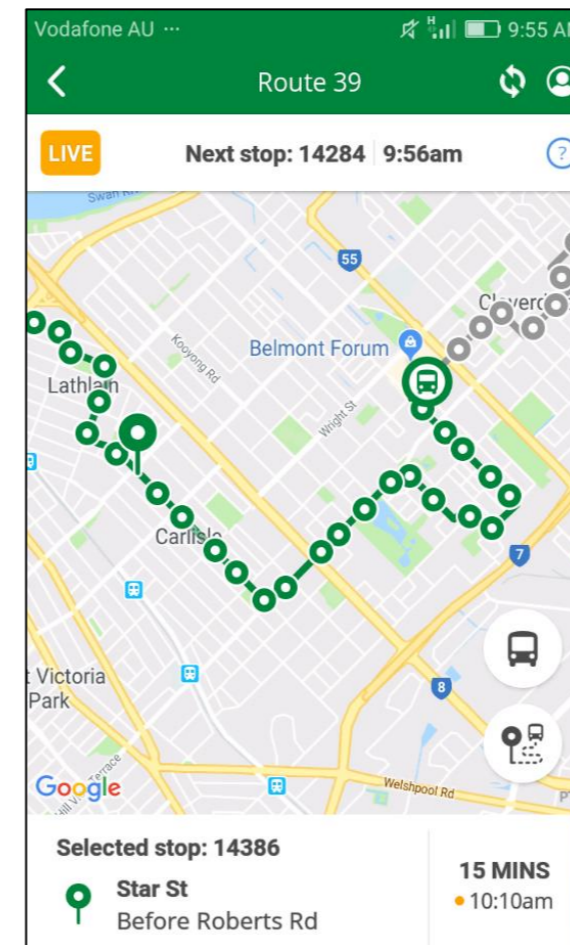 Vodafone AU ···
H
9:55 AM
Route 39
LIVE
Next stop: 14284 9:56am
?
Swan
55
Kooyong Rd
Belmont Forum
Lathlain
Wright St
Carlisle
7
Victoria
Park
8
Google
Terrace
Welshpool Rd
Selected stop: 14386
Star St
Before Roberts Rd
15 MINS
10:10am